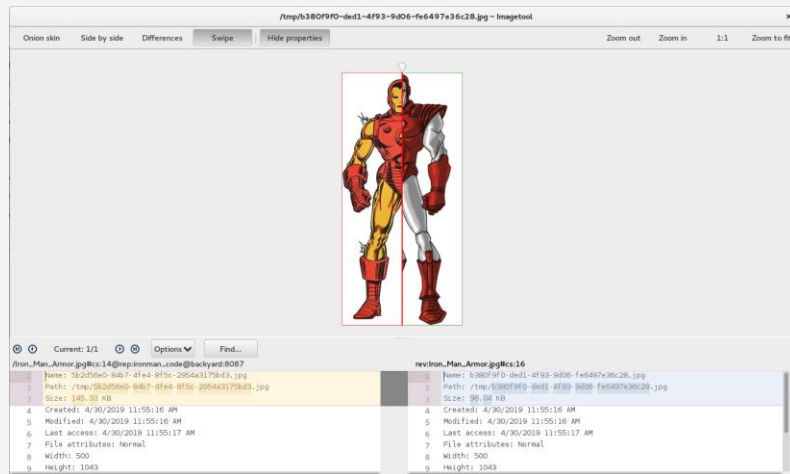 /tmp/b380f9f0-ded1-4f93-9d06-fe6497e36c28.jpg - Imagetool ×
Onion skin Side by side Differences Swipe Hide properties Zoom out Zoom in 1:1 Zoom to fit
Current: 1/1 Options Find...
/Iron_Man_Armor.jpg#cs:14@rep:ironman_code@backyard:8087
1 Name: 5b2d56e0-84b7-4fe4-8f5c-2954a3175bd3.jpg
2 Path: /tmp/5b2d56e0-84b7-4fe4-8f5c-2954a3175bd3.jpg
3 Size: 145.33 KB
4 Created: 4/30/2019 11:55:16 AM
5 Modified: 4/30/2019 11:55:16 AM
6 Last access: 4/30/2019 11:55:17 AM
7 File attributes: Normal
8 Width: 500
9 Height: 1043
rev:Iron_Man_Armor.jpg#cs:16
1 Name: b380f9f0-ded1-4f93-9d06-fe6497e36c28.jpg
2 Path: /tmp/b380f9f0-ded1-4f93-9d06-fe6497e36c28.jpg
3 Size: 96.04 KB
4 Created: 4/30/2019 11:55:16 AM
5 Modified: 4/30/2019 11:55:16 AM
6 Last access: 4/30/2019 11:55:17 AM
7 File attributes: Normal
8 Width: 500
9 Height: 1043